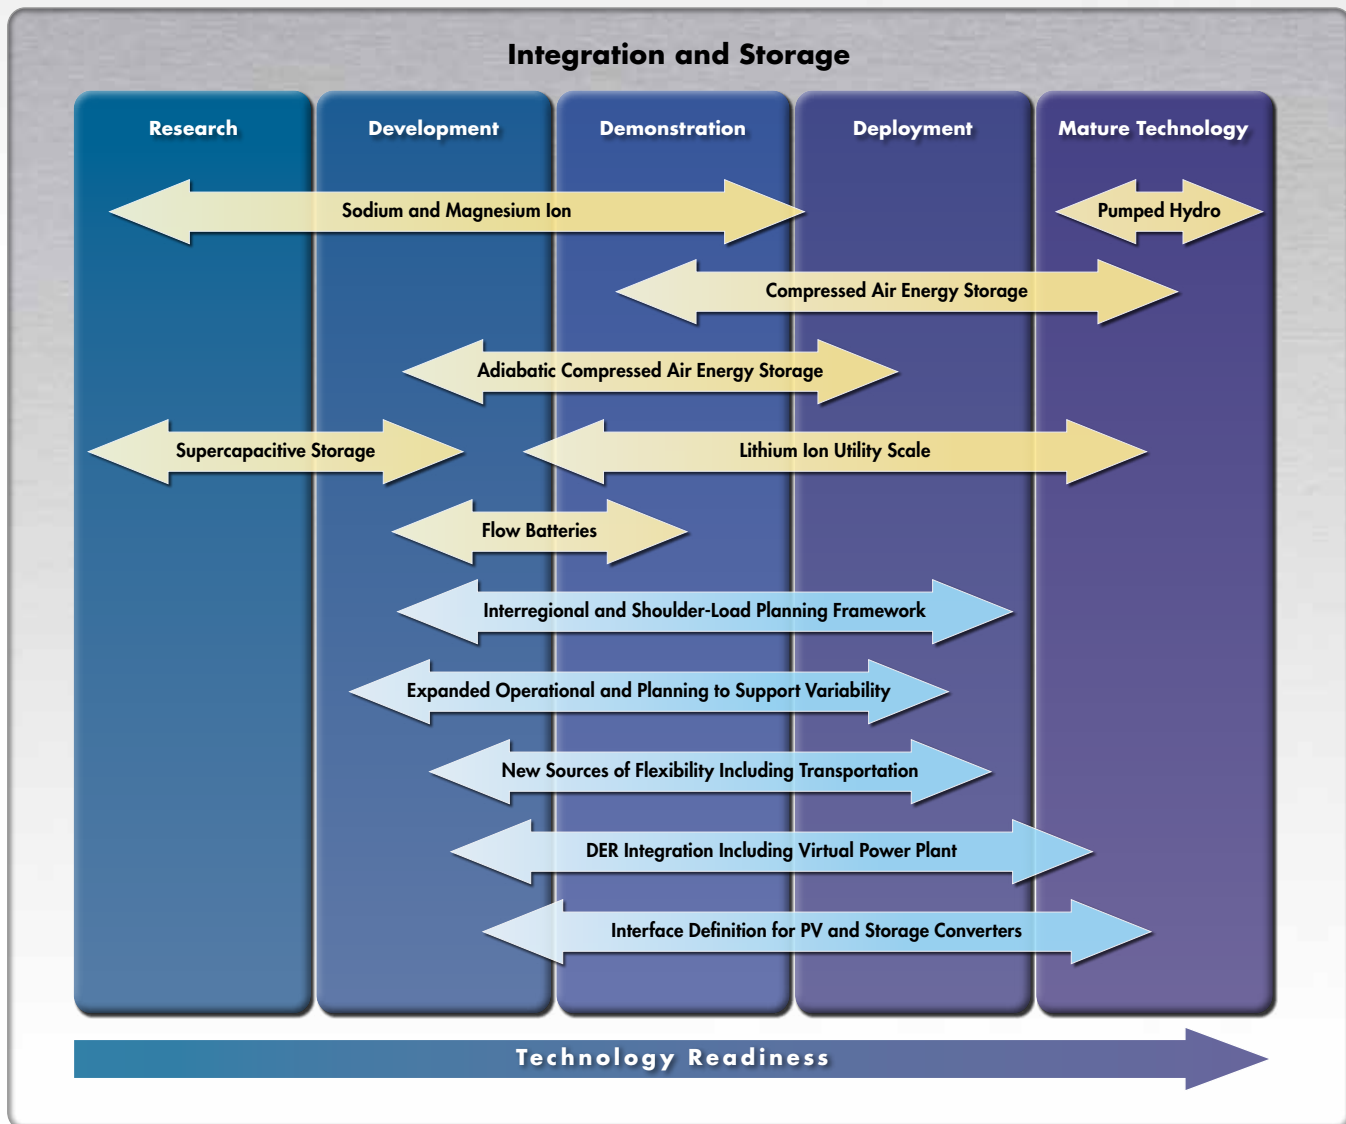 Integration and Storage
Research
Development
Demonstration
Deployment
Mature Technology
Sodium and Magnesium Ion
Pumped Hydro
Compressed Air Energy Storage
Adiabatic Compressed Air Energy Storage
Supercapacitive Storage
Lithium Ion Utility Scale
Flow Batteries
Interregional and Shoulder-Load Planning Framework
Expanded Operational and Planning to Support Variability
New Sources of Flexibility Including Transportation
DER Integration Including Virtual Power Plant
Interface Definition for PV and Storage Converters
Technology Readiness